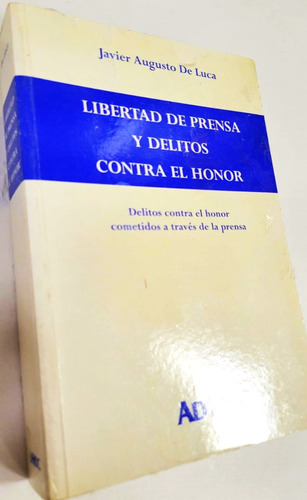 Javier Augusto De Luca
LIBERTAD DE PRENSA
Y DELITOS
CONTRA EL HONOR
Delitos contra el honor
cometidos a través de la prensa